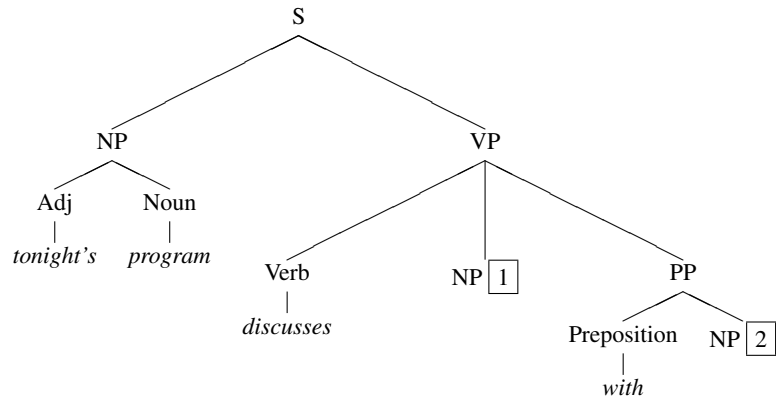 S
NP VP
Adj Noun
tonight's program
Verb NP 1 PP
discusses
Preposition NP 2
with